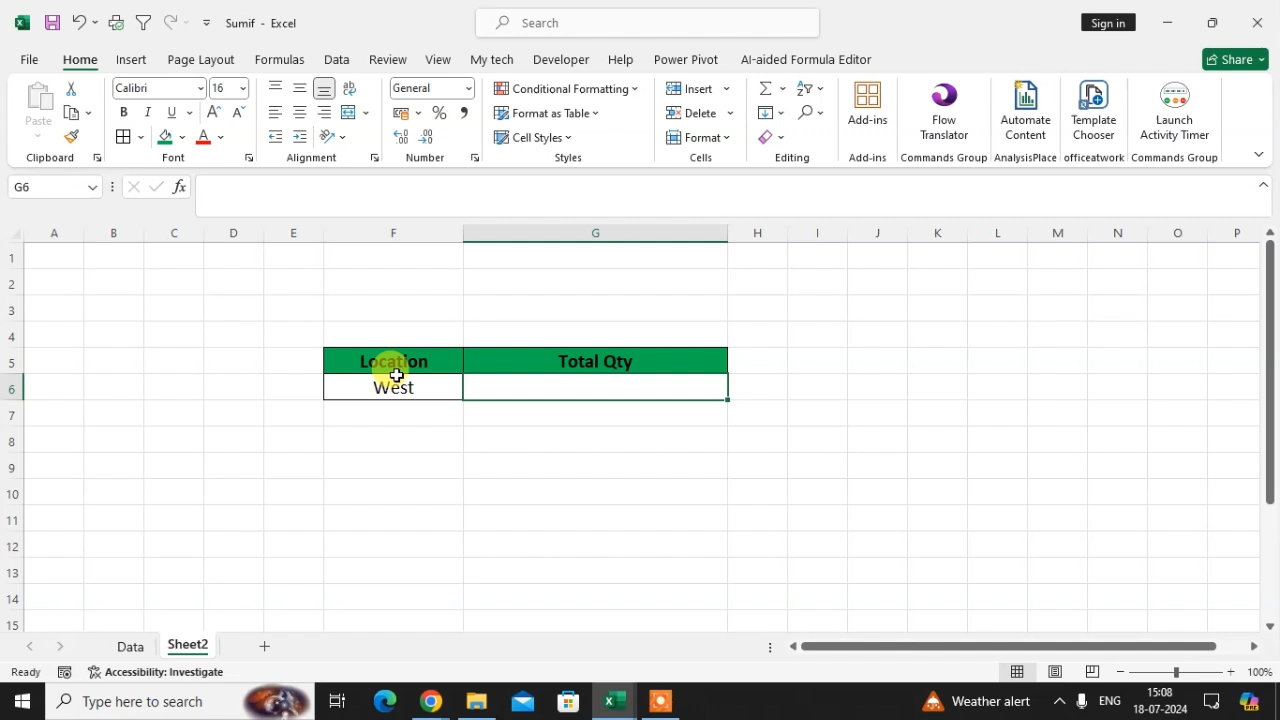 Sumif - Excel
Search
Sign in
File Home Insert Page Layout Formulas Data Review View My tech Developer Help Power Pivot AI-aided Formula Editor Share
Paste
Clipboard
Calibri 16
B I U
Font
Alignment
General
Number
Conditional Formatting
Format as Table
Cell Styles
Styles
Insert
Delete
Format
Cells
Editing
Add-ins
Add-ins
Flow Translator
Commands Group
Automate Content
AnalysisPlace
Template Chooser
officeatwork
Launch Activity Timer
Commands Group
G6 fx
A B C D E F G H I J K L M N O P
1
2
3
4
5 Location Total Qty
6 West
7
8
9
10
11
12
13
14
15
Data Sheet2
Ready Accessibility: Investigate 100%
Type here to search Weather alert ENG 15:08
18-07-2024